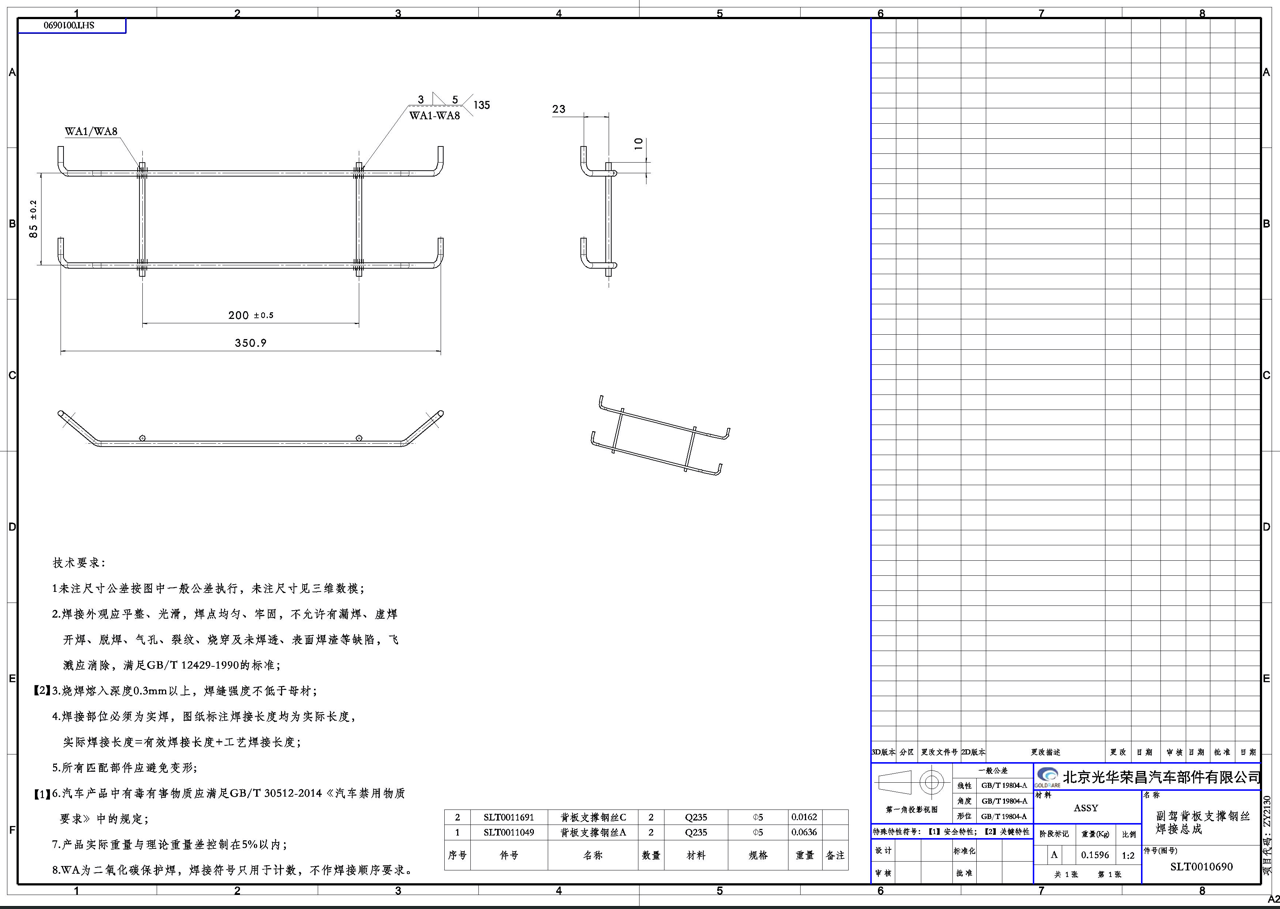 1 2 3 4 5 6 7 8
SHT0010690
A A
3 5 135
WA1-WA8
WA1/WA8
23
10
B B
85 ±0.2
200 ±0.5
350.9
C C
D D
技术要求：
1未注尺寸公差按图中一般公差执行，未注尺寸见三维数模；
2.焊接外观应平整、光滑，焊点均匀、牢固，不允许有漏焊、虚焊
开焊、脱焊、气孔、裂纹、烧穿及未焊透、表面焊渣等缺陷，飞
溅应消除，满足GB/T 12429-1990的标准；
E E
【2】3.烧焊熔入深度0.3mm以上，焊缝强度不低于母材；
4.焊接部位必须为实焊，图纸标注焊接长度均为实际长度，
实际焊接长度=有效焊接长度+工艺焊接长度；
5.所有匹配部件应避免变形；
【1】6.汽车产品中有毒有害物质应满足GB/T 30512-2014《汽车禁用物质
要求》中的规定；
7.产品实际重量与理论重量差控制在5%以内；
8.WA为二氧化碳保护焊，焊接符号只用于计数，不作焊接顺序要求。
F F
2 SLT0011691 背板支撑钢丝C 2 Q235 ∅5 0.0162
1 SLT0011049 背板支撑钢丝A 2 Q235 ∅5 0.0636
序号 件号 名称 数量 材料 规格 重量 备注
3D版本 分区 更改文件号 2D版本 更改描述 更改 日期 审核 日期 批准 日期
第一角投影视图
一般公差
线性 GB/T 19804-A
角度 GB/T 19804-A
形位 GB/T 19804-A
特殊特性符号：【1】安全特性；【2】关键特性
设计 标准化
审核 批准
GOLDRARE
北京光华荣昌汽车部件有限公司
材料
ASSY
名称
副驾背板支撑钢丝
焊接总成
阶段标记 重量(Kg) 比例
A 0.1596 1:2
共 1张 第 1张
件号(图号)
SLT0010690
项目代码：ZY2130
1 2 3 4 5 6 7 8
A2